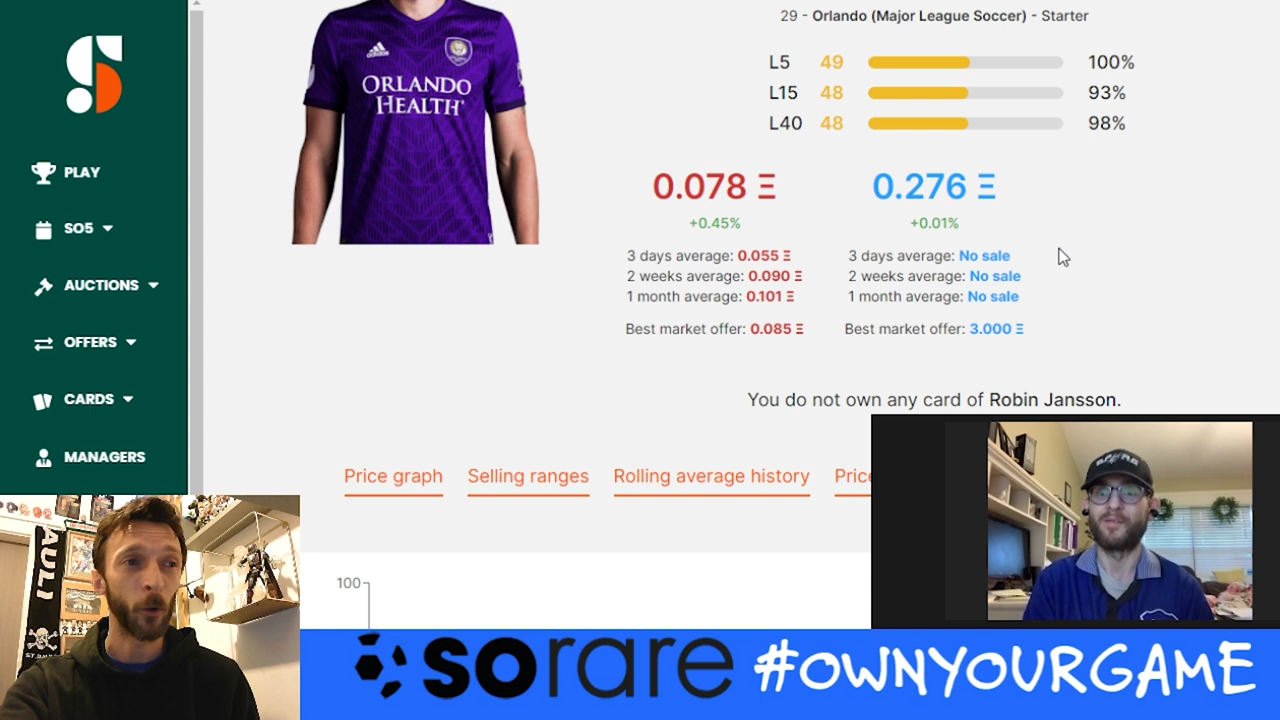 PLAY
SO5
AUCTIONS
OFFERS
CARDS
MANAGERS
adidas
ORLANDO
HEALTH
29 - Orlando (Major League Soccer) - Starter
L5 49 100%
L15 48 93%
L40 48 98%
0.078 Ξ
+0.45%
3 days average: 0.055 Ξ
2 weeks average: 0.090 Ξ
1 month average: 0.101 Ξ
Best market offer: 0.085 Ξ
0.276 Ξ
+0.01%
3 days average: No sale
2 weeks average: No sale
1 month average: No sale
Best market offer: 3.000 Ξ
You do not own any card of Robin Jansson.
Price graph Selling ranges Rolling average history Price
100
AULI
sorare #OWNYOURGAME